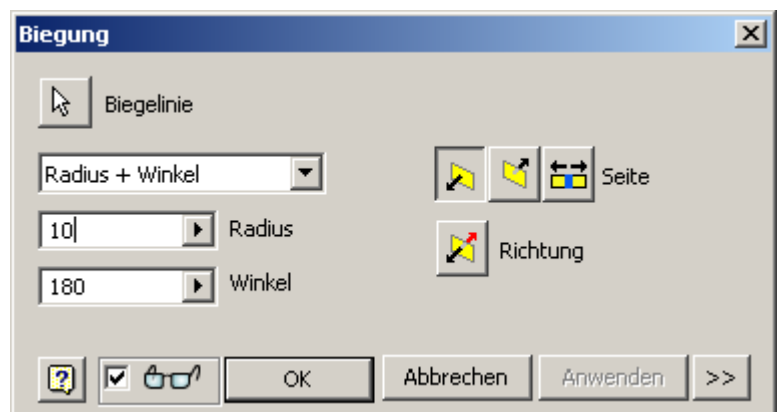 Biegung
Biegelinie
Radius + Winkel
Seite
10 Radius
Richtung
180 Winkel
? OK Abbrechen Anwenden >>